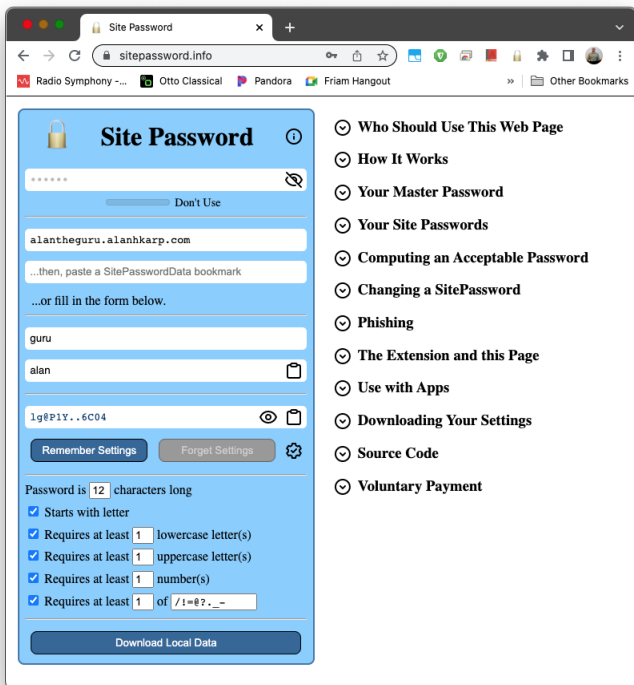 Site Password
sitepassword.info
Radio Symphony -...
Otto Classical
Pandora
Friam Hangout
»
Other Bookmarks
Site Password
••••••
Don't Use
alantheguru.alanhkarp.com
...then, paste a SitePasswordData bookmark
...or fill in the form below.
guru
alan
lg@P1Y..6C04
Remember Settings
Forget Settings
Password is 12 characters long
Starts with letter
Requires at least 1 lowercase letter(s)
Requires at least 1 uppercase letter(s)
Requires at least 1 number(s)
Requires at least 1 of /!=@?._-
Download Local Data
Who Should Use This Web Page
How It Works
Your Master Password
Your Site Passwords
Computing an Acceptable Password
Changing a SitePassword
Phishing
The Extension and this Page
Use with Apps
Downloading Your Settings
Source Code
Voluntary Payment